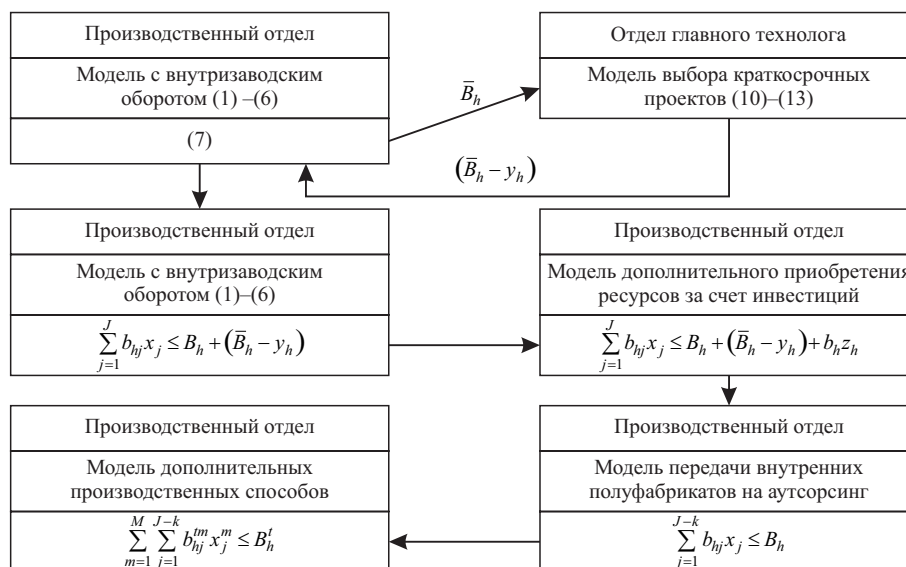 Производственный отдел
Модель с внутризаводским
оборотом (1) –(6)
(7)
B̅_h
Отдел главного технолога
Модель выбора краткосрочных
проектов (10)–(13)
(B̅_h − y_h)
Производственный отдел
Модель с внутризаводским
оборотом (1)–(6)
∑_{j=1}^{J} b_{hj} x_j ≤ B_h + (B̅_h − y_h)
Производственный отдел
Модель дополнительного приобретения
ресурсов за счет инвестиций
∑_{j=1}^{J} b_{hj} x_j ≤ B_h + (B̅_h − y_h) + b_h z_h
Производственный отдел
Модель передачи внутренних
полуфабрикатов на аутсорсинг
∑_{j=1}^{J−k} b_{hj} x_j ≤ B_h
Производственный отдел
Модель дополнительных
производственных способов
∑_{m=1}^{M} ∑_{j=1}^{J−k} b_{hj}^{tm} x_j^m ≤ B_h^t